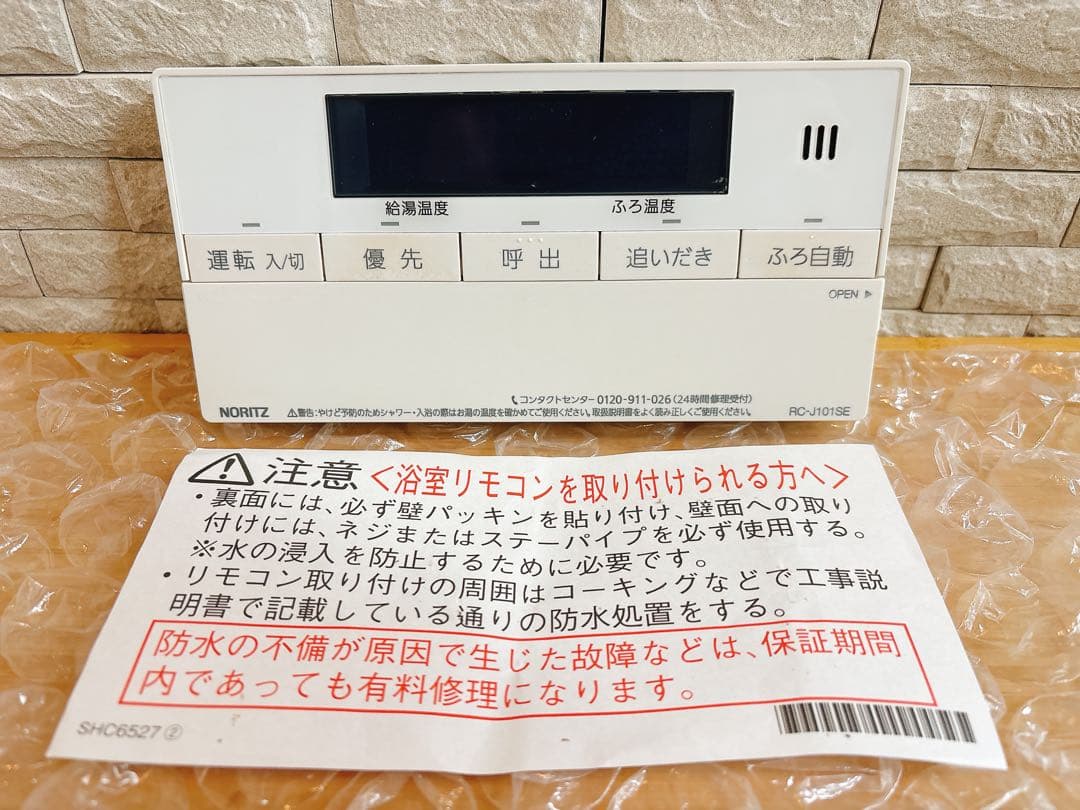 給湯温度 ふろ温度
運転 入/切 優先 呼出 追いだき ふろ自動
OPEN ▶
コンタクトセンター 0120-911-026 (24時間修理受付)
NORITZ ⚠警告:やけど予防のためシャワー・入浴の際はお湯の温度を確かめてご使用ください。取扱説明書をよく読み正しくご使用ください。 RC-J101SE
⚠注意<浴室リモコンを取り付けられる方へ>
・裏面には、必ず壁パッキンを貼り付け、壁面への取り
付けには、ネジまたはステーパイプを必ず使用する。
※水の浸入を防止するために必要です。
・リモコン取り付けの周囲はコーキングなどで工事説
明書で記載している通りの防水処置をする。
防水の不備が原因で生じた故障などは、保証期間
内であっても有料修理になります。
SHC6527②